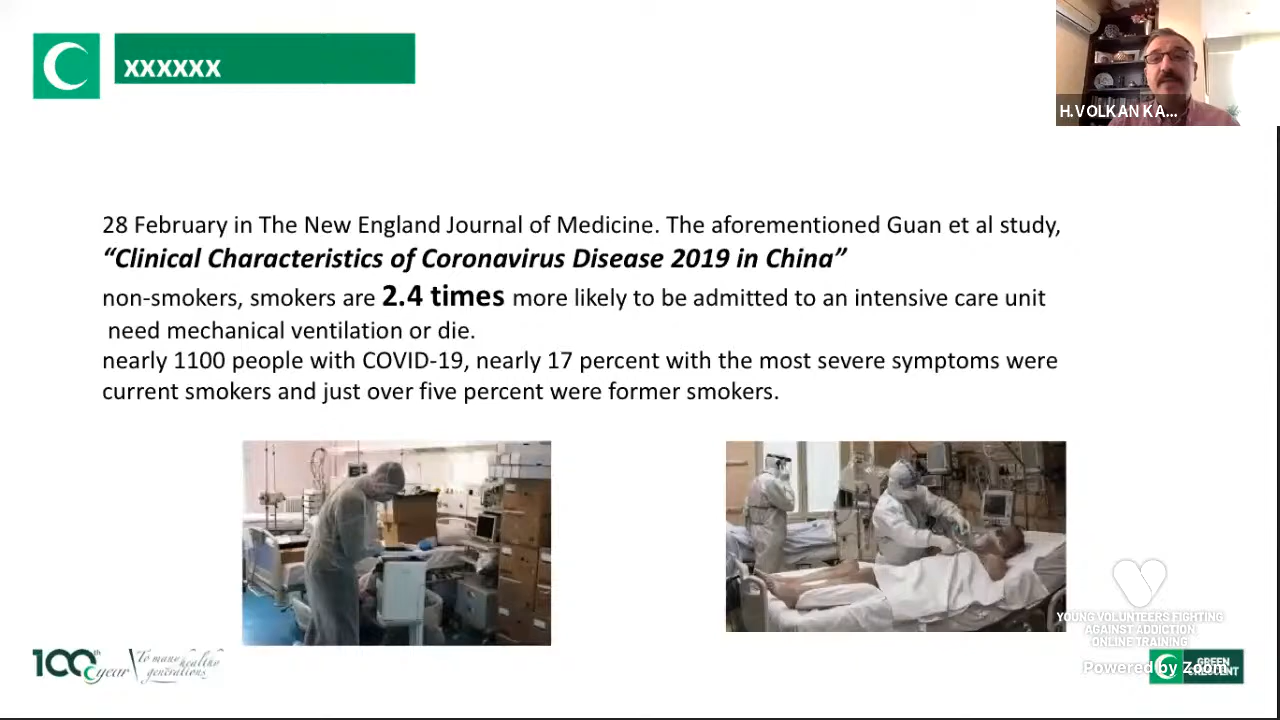 xxxxxx
H.VOLKAN KA...
28 February in The New England Journal of Medicine. The aforementioned Guan et al study,
“Clinical Characteristics of Coronavirus Disease 2019 in China”
non-smokers, smokers are 2.4 times more likely to be admitted to an intensive care unit
need mechanical ventilation or die.
nearly 1100 people with COVID-19, nearly 17 percent with the most severe symptoms were
current smokers and just over five percent were former smokers.
100th year
To many healthy
generations
YOUNG VOLUNTEERS FIGHTING
AGAINST ADDICTION
ONLINE TRAINING
Powered by Zoom
GREEN
CRESCENT